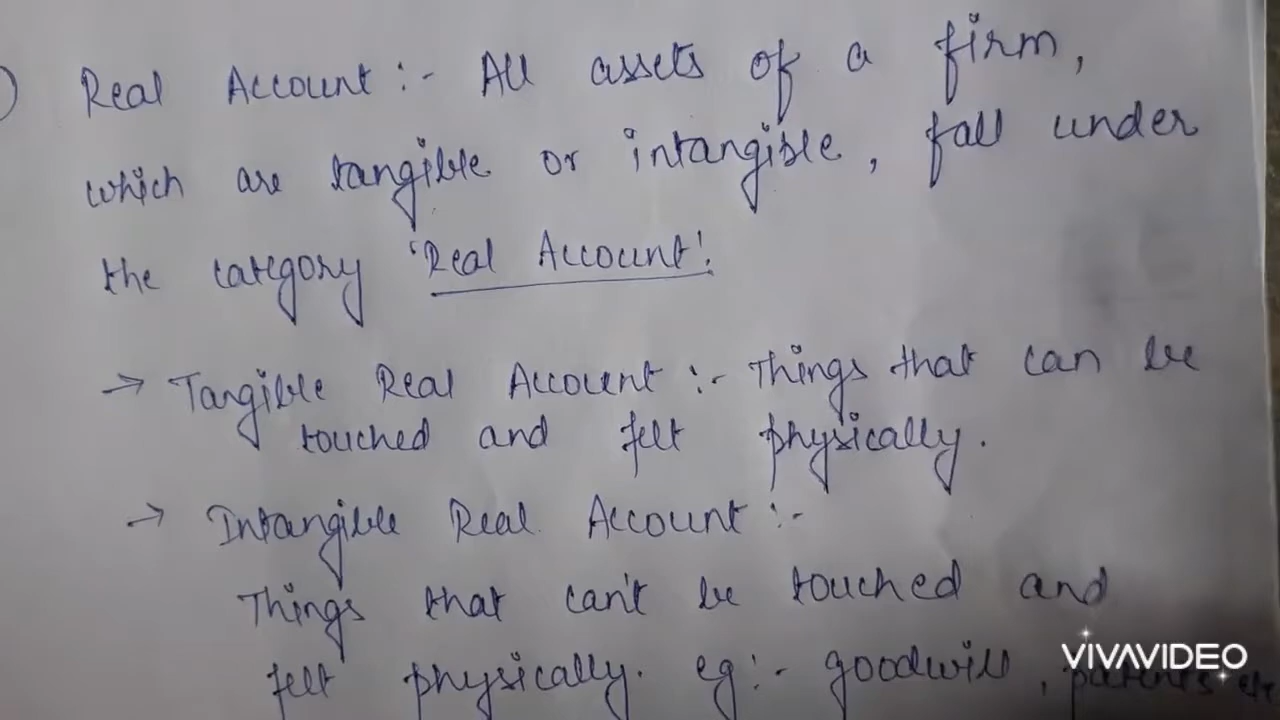 ) Real Account :- All assets of a firm,
which are tangible or intangible, fall under
the category 'Real Account'.
→ Tangible Real Account :- Things that can be
touched and felt physically.
→ Intangible Real Account :-
Things that can't be touched and
felt physically. eg:- goodwill, patents etc
VIVAVIDEO